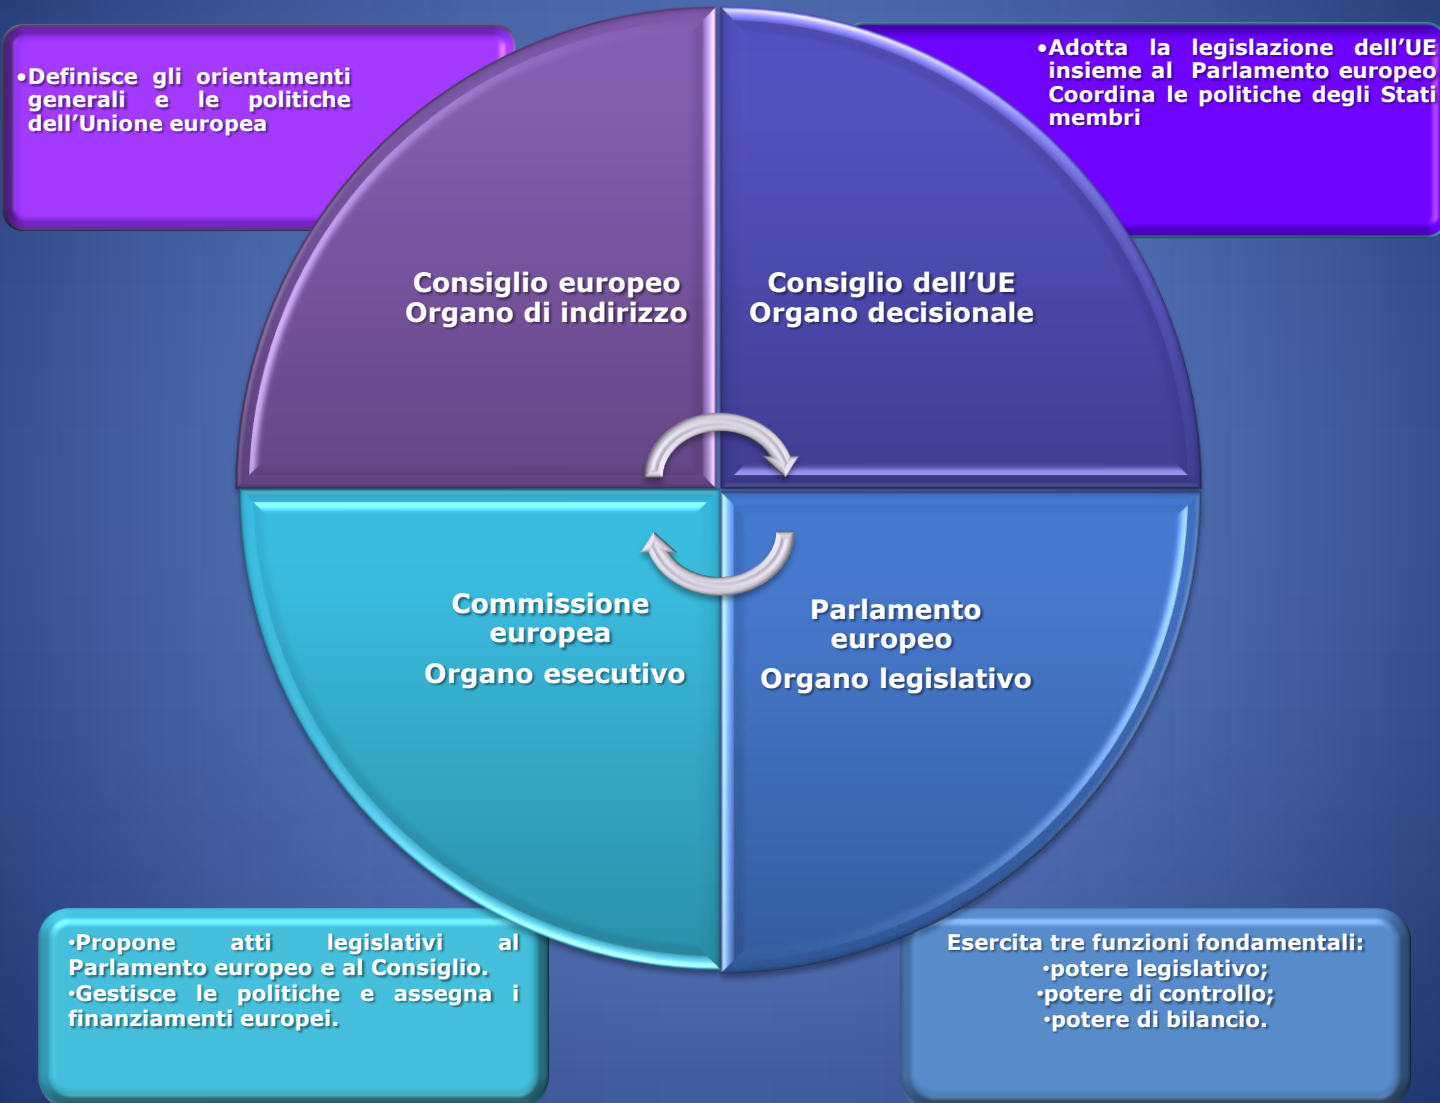 •Definisce gli orientamenti
generali e le politiche
dell’Unione europea
•Adotta la legislazione dell’UE
insieme al Parlamento europeo
Coordina le politiche degli Stati
membri
Consiglio europeo
Organo di indirizzo
Consiglio dell’UE
Organo decisionale
Commissione
europea
Organo esecutivo
Parlamento
europeo
Organo legislativo
•Propone atti legislativi al
Parlamento europeo e al Consiglio.
•Gestisce le politiche e assegna i
finanziamenti europei.
Esercita tre funzioni fondamentali:
•potere legislativo;
•potere di controllo;
•potere di bilancio.